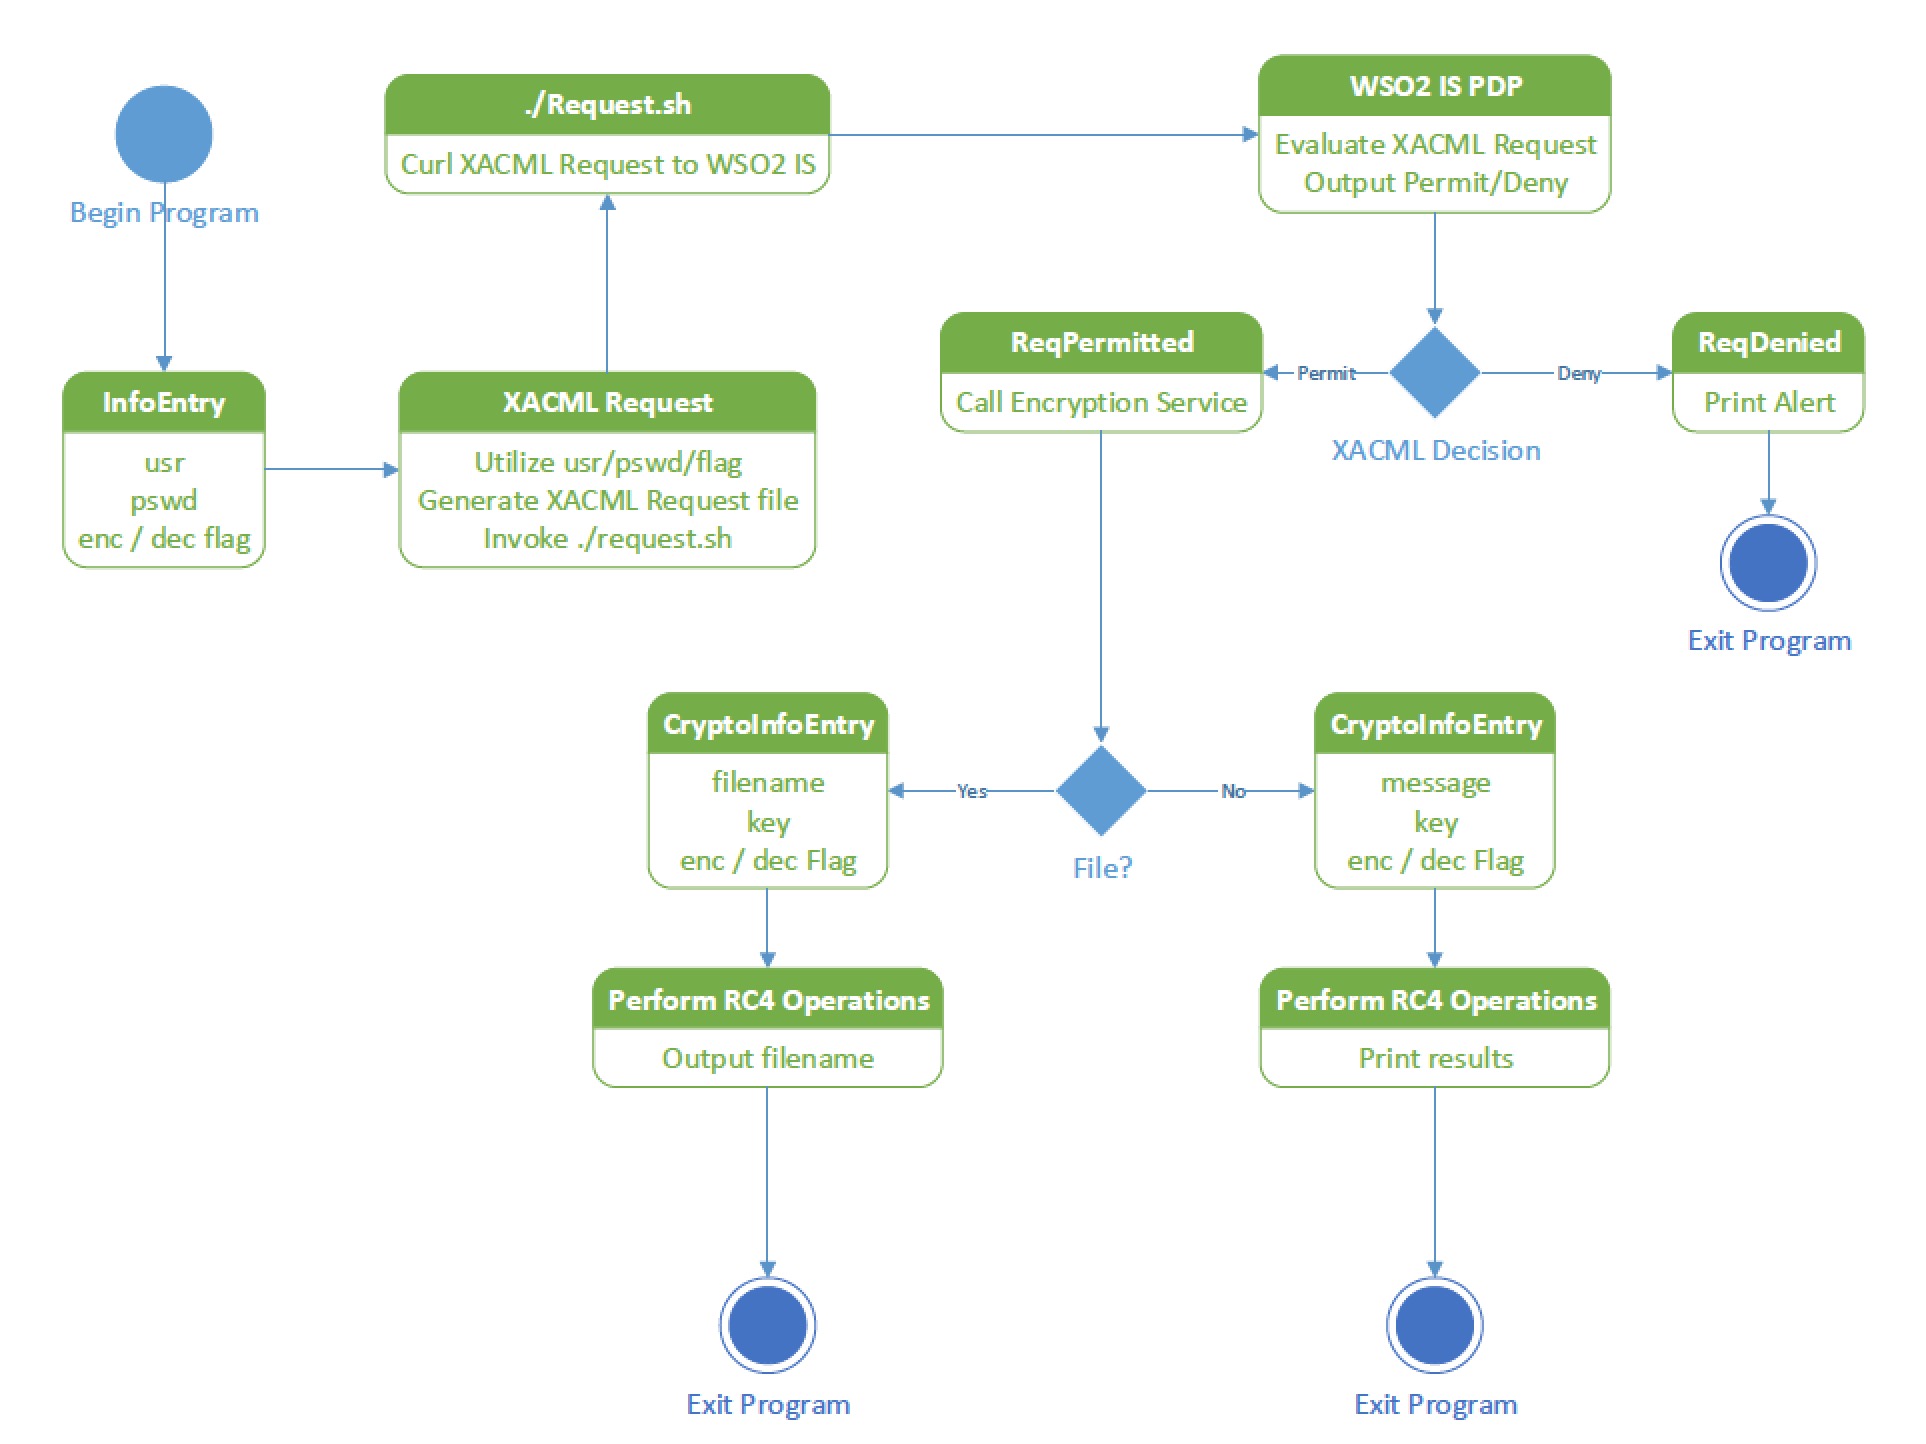 Begin Program
InfoEntry
usr
pswd
enc / dec flag
XACML Request
Utilize usr/pswd/flag
Generate XACML Request file
Invoke ./request.sh
./Request.sh
Curl XACML Request to WSO2 IS
WSO2 IS PDP
Evaluate XACML Request
Output Permit/Deny
XACML Decision
Permit
Deny
ReqPermitted
Call Encryption Service
ReqDenied
Print Alert
Exit Program
File?
Yes
No
CryptoInfoEntry
filename
key
enc / dec Flag
Perform RC4 Operations
Output filename
Exit Program
CryptoInfoEntry
message
key
enc / dec Flag
Perform RC4 Operations
Print results
Exit Program